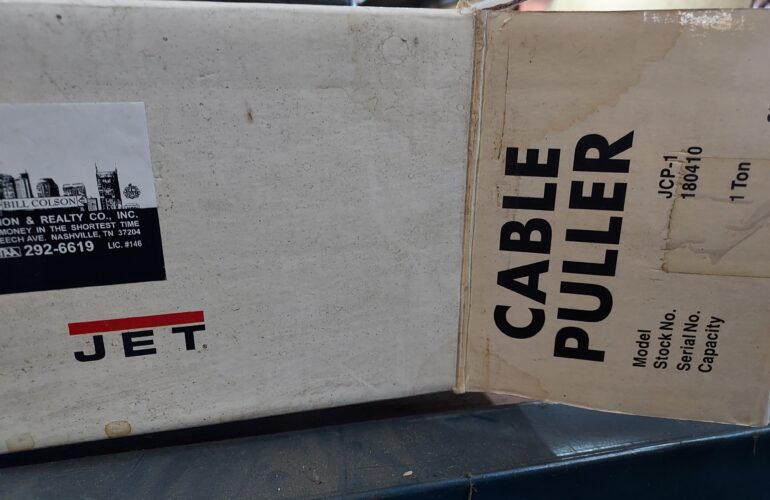 BILL COLSON
ION & REALTY CO., INC.
MONEY IN THE SHORTEST TIME
EECH AVE. NASHVILLE, TN 37204
292-6619 LIC. #146
JET
CABLE
PULLER
Model JCP-1
Stock No. 180410
Serial No.
Capacity 1 Ton